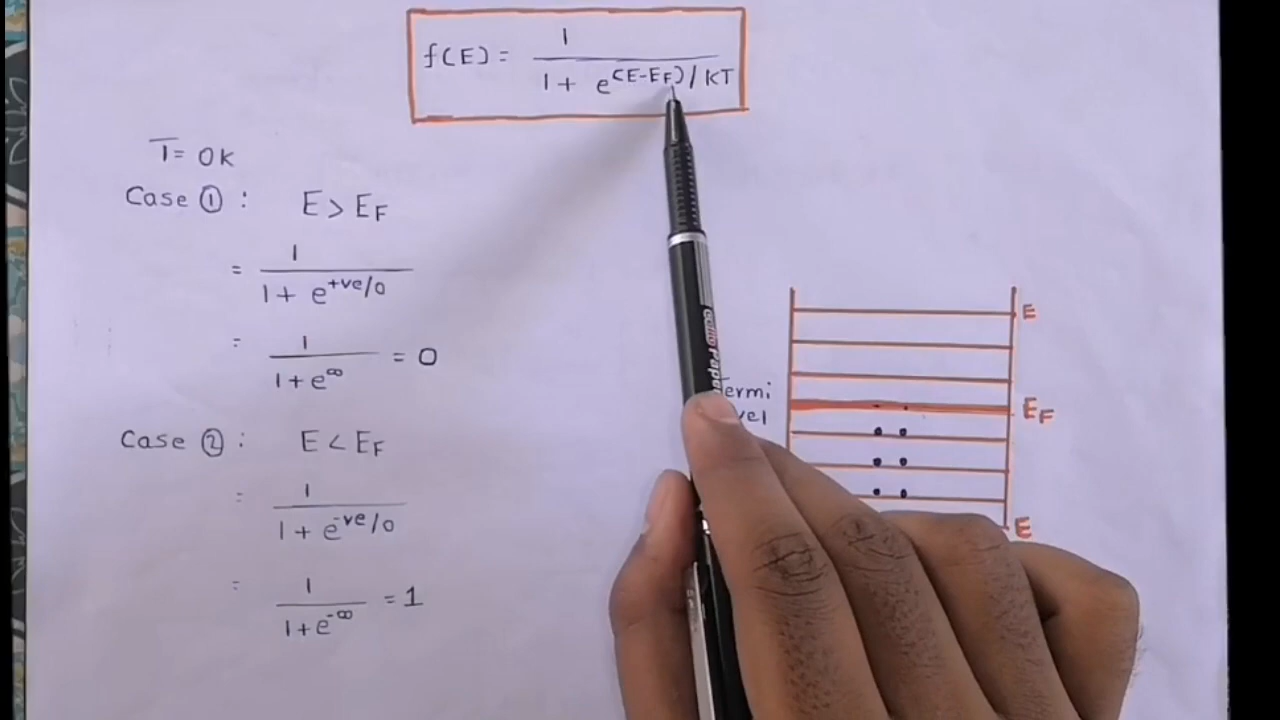 f(E) = 1 / 1 + e^(E-EF)/KT
T = 0K
Case ① : E > EF
= 1 / 1 + e^+ve/0
= 1 / 1 + e^∞ = 0
Case ② : E < EF
= 1 / 1 + e^-ve/0
= 1 / 1 + e^-∞ = 1
E
EF
E